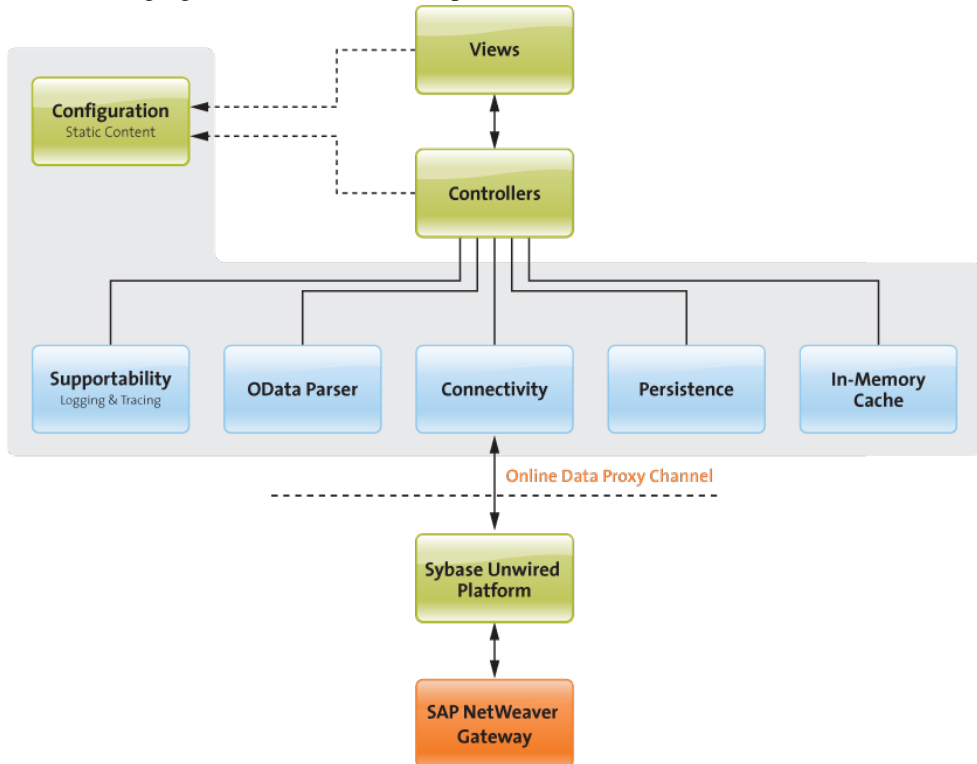 Views
Configuration
Static Content
Controllers
Supportability
Logging & Tracing
OData Parser
Connectivity
Persistence
In-Memory
Cache
Online Data Proxy Channel
Sybase Unwired
Platform
SAP NetWeaver
Gateway